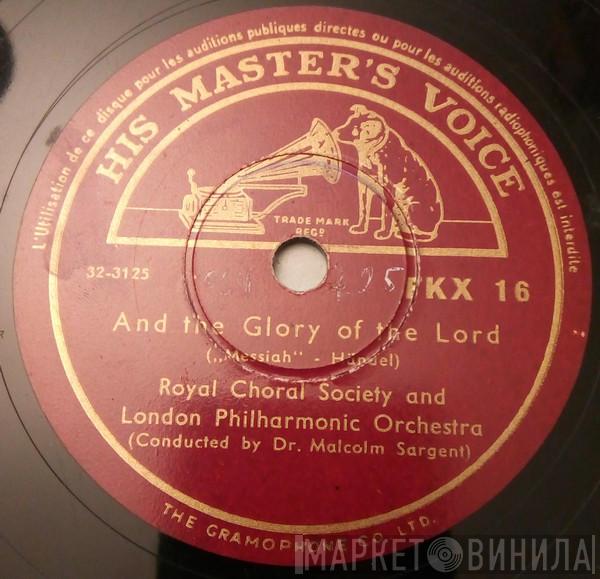 L'Utilisation de ce disque pour les auditions publiques directes ou pour les auditions radiophoniques est interdite
HIS MASTER'S VOICE
TRADE MARK
REGD
32-3125
FKX 16
And the Glory of the Lord
(„Messiah" - Händel)
Royal Choral Society and
London Philharmonic Orchestra
(Conducted by Dr. Malcolm Sargent)
THE GRAMOPHONE CO. LTD.
МАРКЕТ ВИНИЛА